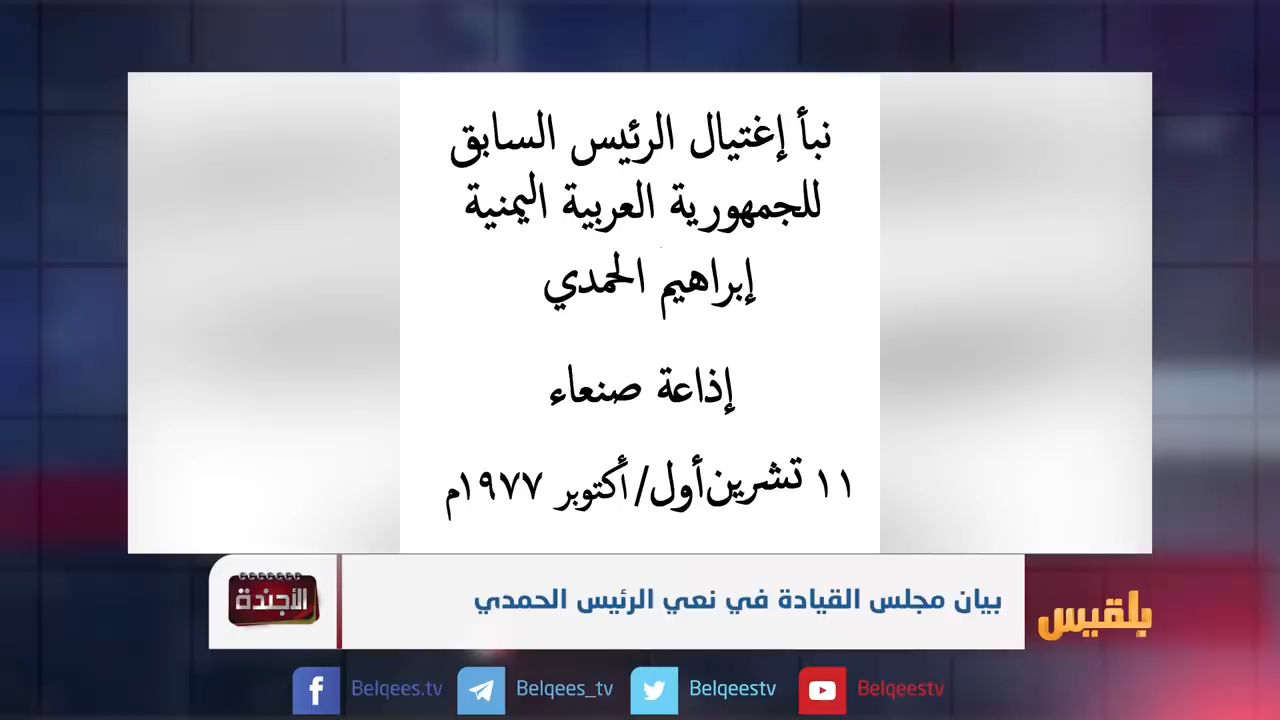 نبأ إغتيال الرئيس السابق
للجمهورية العربية اليمنية
إبراهيم الحمدي
إذاعة صنعاء
١١ تشرين أول/ أكتوبر ١٩٧٧م
بيان مجلس القيادة في نعي الرئيس الحمدي
الأجندة
بلقيس
Belqees.tv
Belqees_tv
Belqeestv
Belqeestv